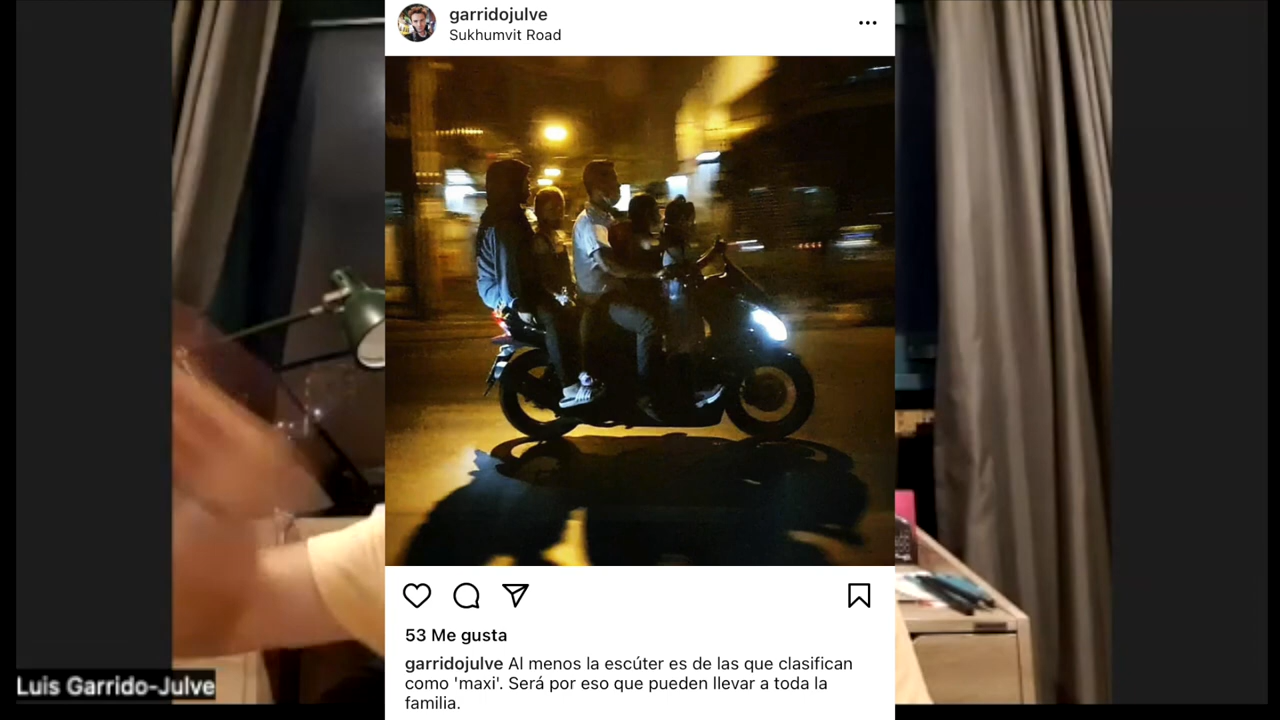 garridojulve
Sukhumvit Road
53 Me gusta
garridojulve Al menos la escúter es de las que clasifican
como 'maxi'. Será por eso que pueden llevar a toda la
familia.
Luis Garrido-Julve